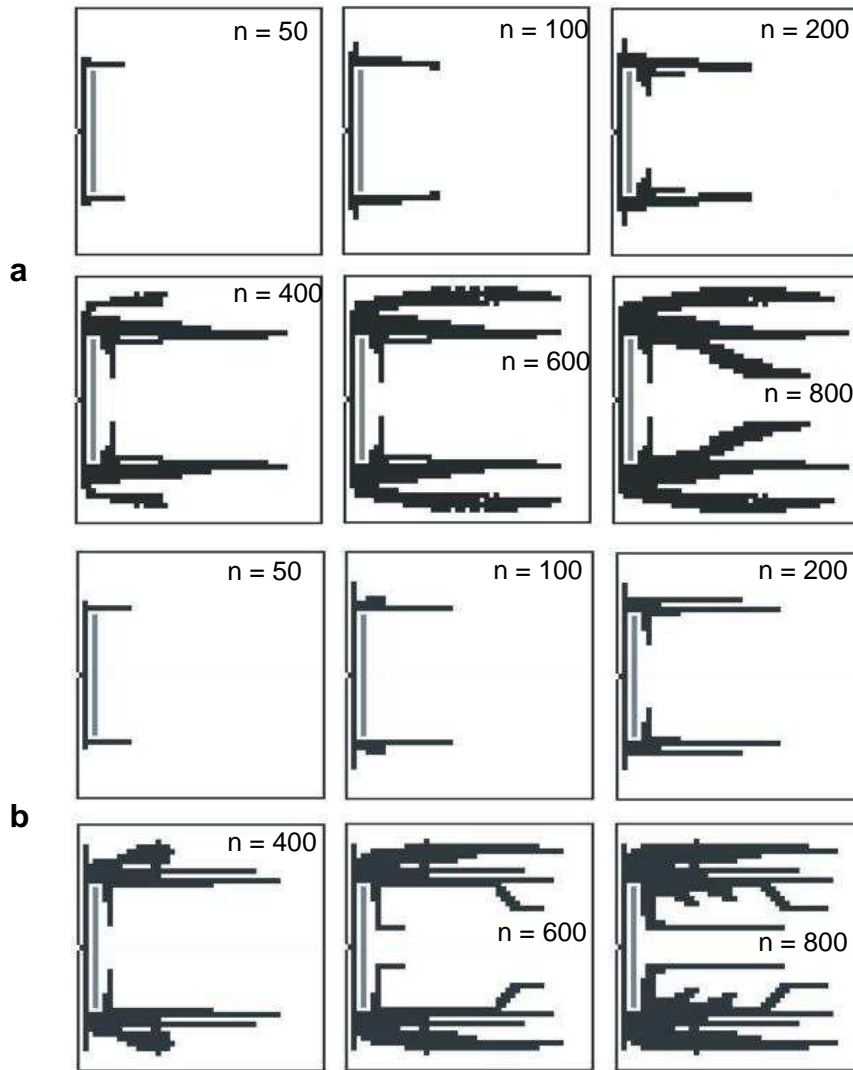 n = 50
n = 100
n = 200
a
n = 400
n = 600
n = 800
n = 50
n = 100
n = 200
b
n = 400
n = 600
n = 800